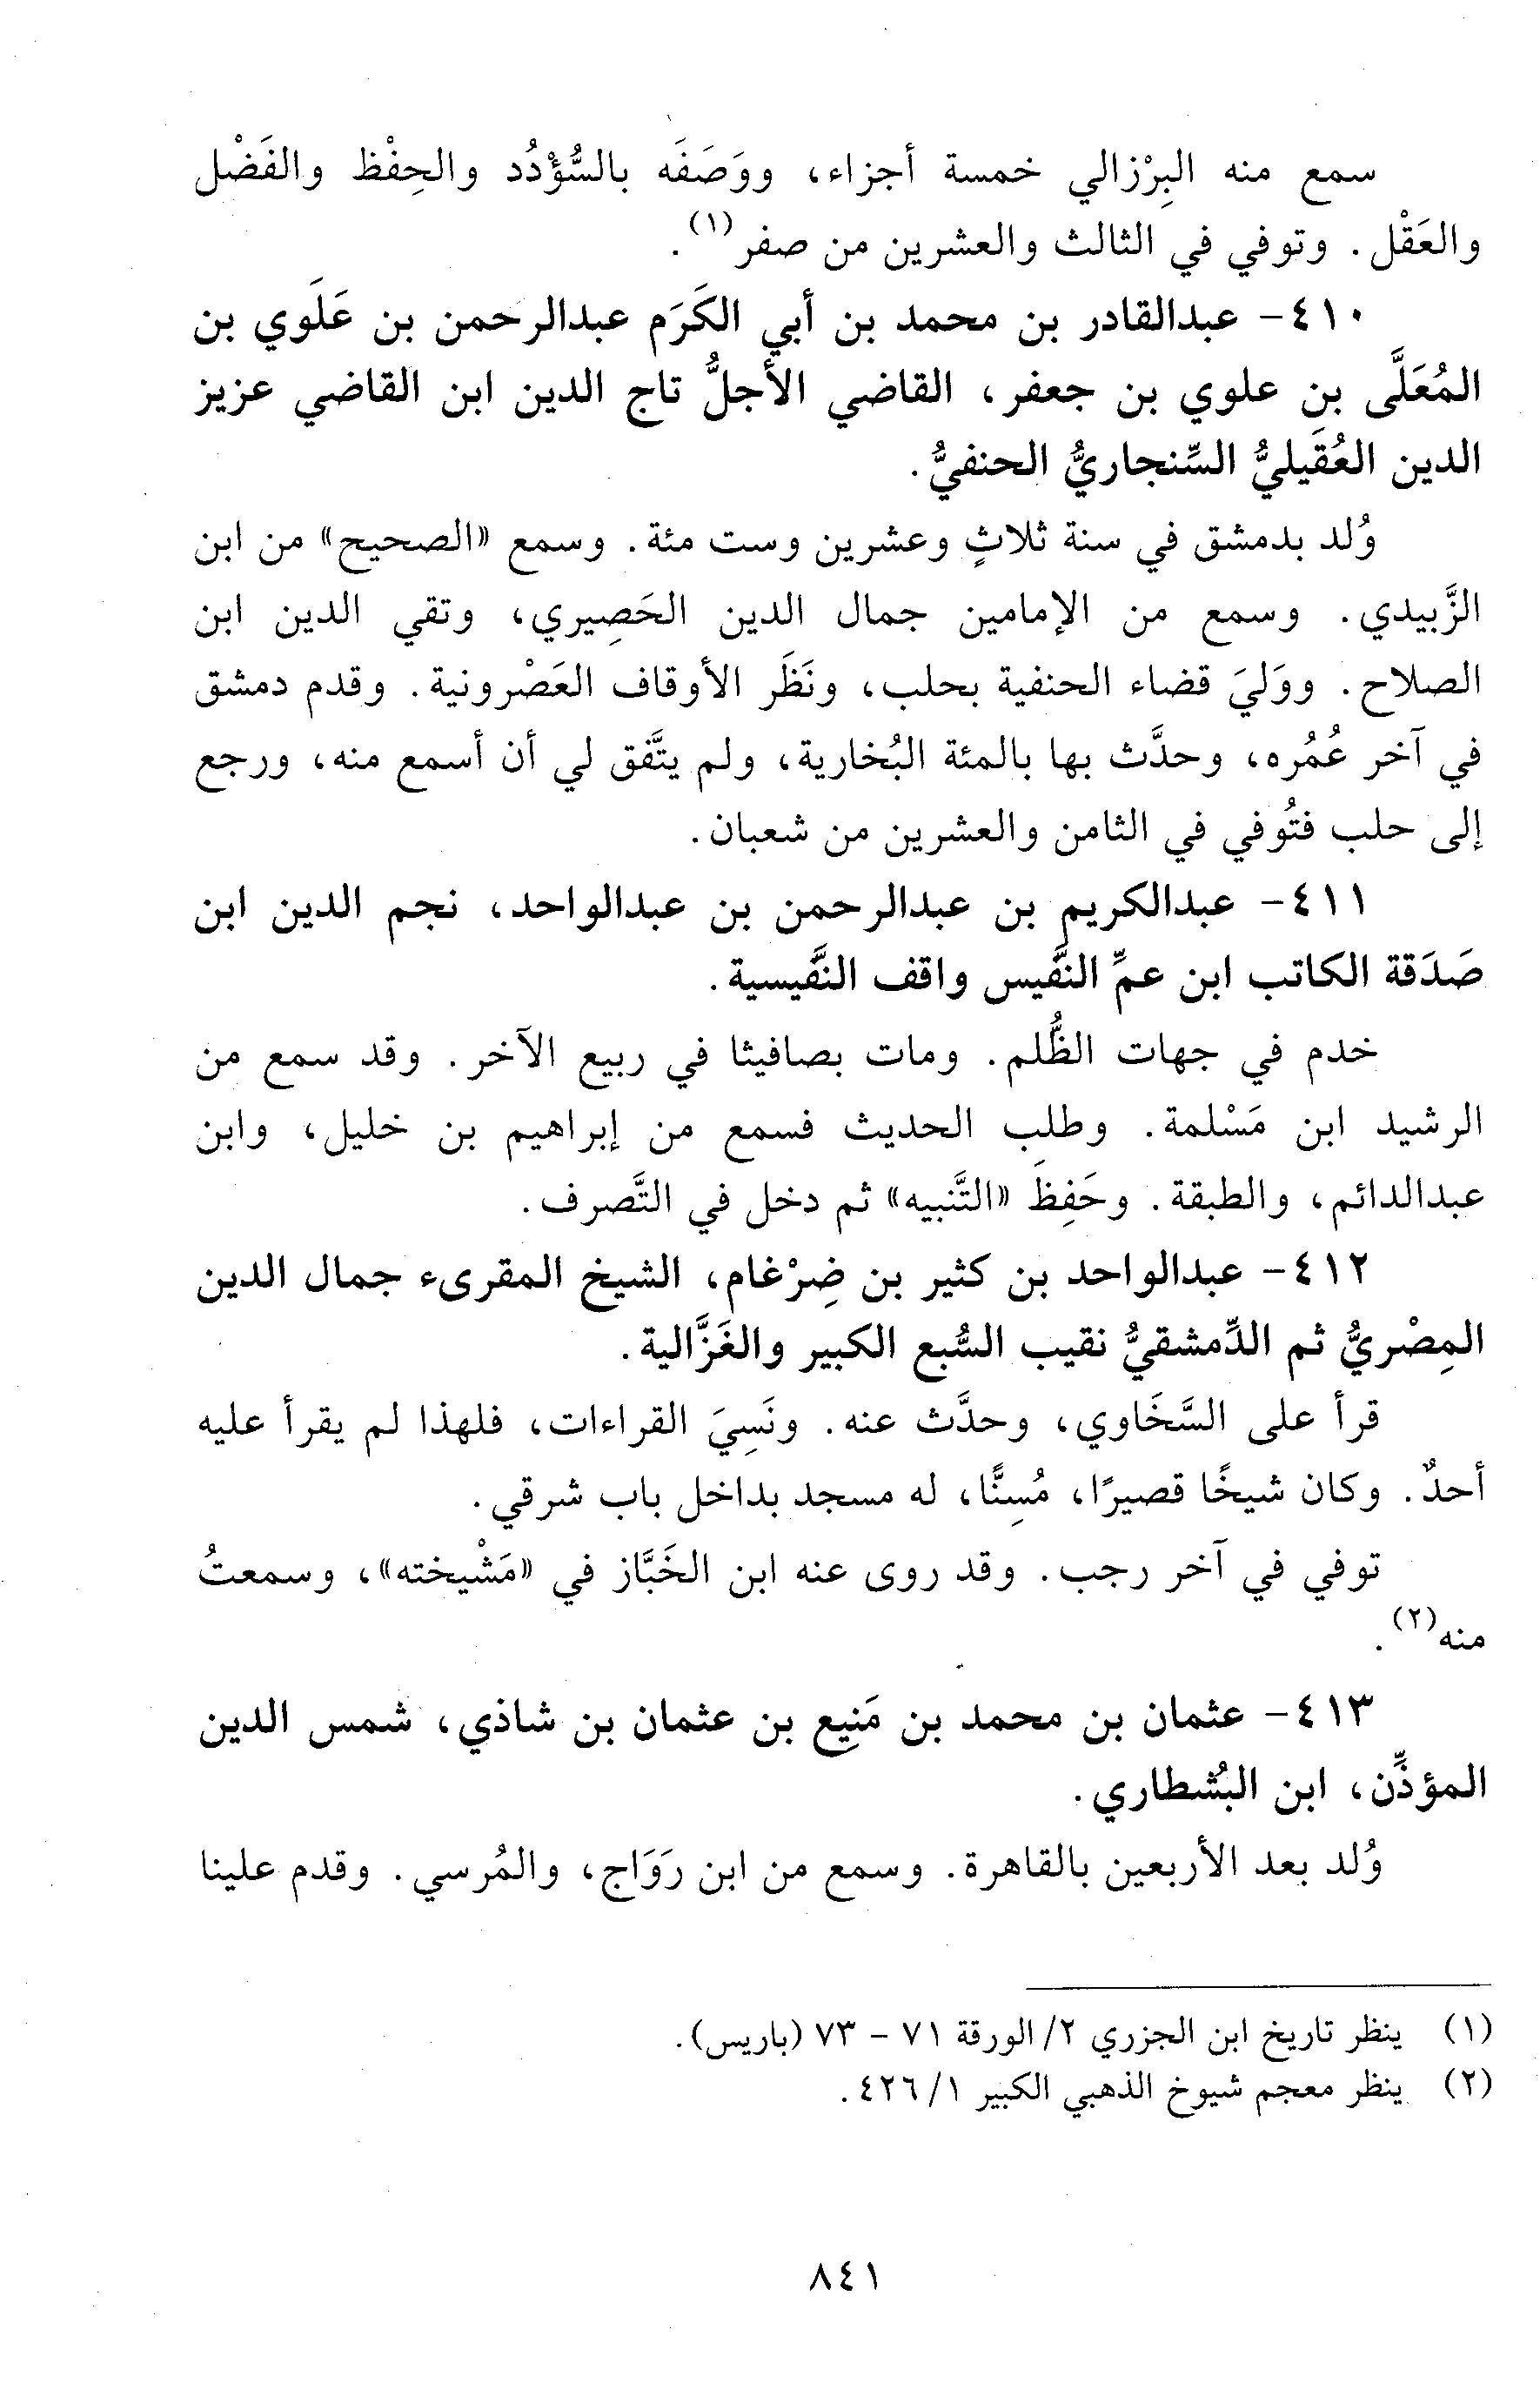 سمع منه البِرْزالي خمسة أجزاء، ووَصَفَه بالسُّؤْدُد والحِفْظ والفَضْل
والعَقْل. وتوفي في الثالث والعشرين من صفر(١).
٤١٠- عبدالقادر بن محمد بن أبي الكَرَم عبدالرحمن بن عَلَوي بن
المُعَلَّى بن علوي بن جعفر، القاضي الأجلُّ تاج الدين ابن القاضي عزيز
الدين العُقَيليُّ السِّنجاريُّ الحنفيُّ.
وُلد بدمشق في سنة ثلاثٍ وعشرين وست مئة. وسمع «الصحيح» من ابن
الزَّبيدي. وسمع من الإمامين جمال الدين الحَصِيري، وتقي الدين ابن
الصلاح. ووَليَ قضاء الحنفية بحلب، ونَظَر الأوقاف العَصْرونية. وقدم دمشق
في آخر عُمُره، وحدَّث بها بالمئة البُخارية، ولم يتَّفق لي أن أسمع منه، ورجع
إلى حلب فتُوفي في الثامن والعشرين من شعبان.
٤١١- عبدالكريم بن عبدالرحمن بن عبدالواحد، نجم الدين ابن
صَدَقة الكاتب ابن عمِّ النَّفيس واقف النَّفيسية.
خدم في جهات الظُّلم. ومات بصافيثا في ربيع الآخر. وقد سمع من
الرشيد ابن مَسْلمة. وطلب الحديث فسمع من إبراهيم بن خليل، وابن
عبدالدائم، والطبقة. وحَفِظَ «التَّنبيه» ثم دخل في التَّصرف.
٤١٢- عبدالواحد بن كثير بن ضِرْغام، الشيخ المقرىء جمال الدين
المِصْريُّ ثم الدِّمشقيُّ نقيب السُّبع الكبير والغَزَّالية.
قرأ على السَّخَاوي، وحدَّث عنه. ونَسِيَ القراءات، فلهذا لم يقرأ عليه
أحدٌ. وكان شيخًا قصيرًا، مُسِنًّا، له مسجد بداخل باب شرقي.
توفي في آخر رجب. وقد روى عنه ابن الخَبَّاز في «مَشْيخته»، وسمعتُ
منه(٢).
٤١٣- عثمان بن محمد بن مَنيع بن عثمان بن شاذي، شمس الدين
المؤذِّن، ابن البُشطاري.
وُلد بعد الأربعين بالقاهرة. وسمع من ابن رَوَاج، والمُرسي. وقدم علينا
(١) ينظر تاريخ ابن الجزري ٢/ الورقة ٧١ - ٧٣ (باريس).
(٢) ينظر معجم شيوخ الذهبي الكبير ١/ ٤٢٦.
٨٤١